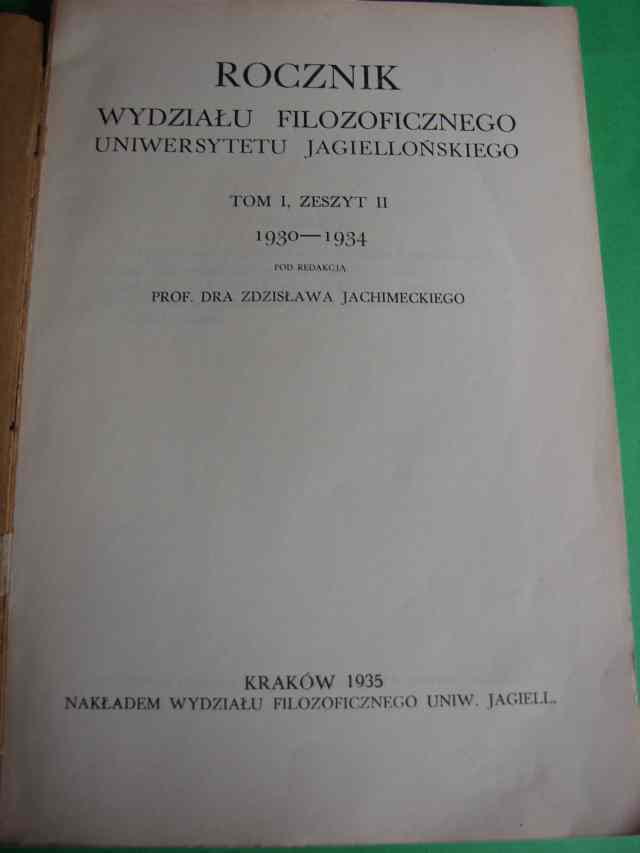 ROCZNIK
WYDZIAŁU FILOZOFICZNEGO
UNIWERSYTETU JAGIELLOŃSKIEGO
TOM I, ZESZYT II
1930—1934
POD REDAKCJĄ
PROF. DRA ZDZISŁAWA JACHIMECKIEGO
KRAKÓW 1935
NAKŁADEM WYDZIAŁU FILOZOFICZNEGO UNIW. JAGIELL.